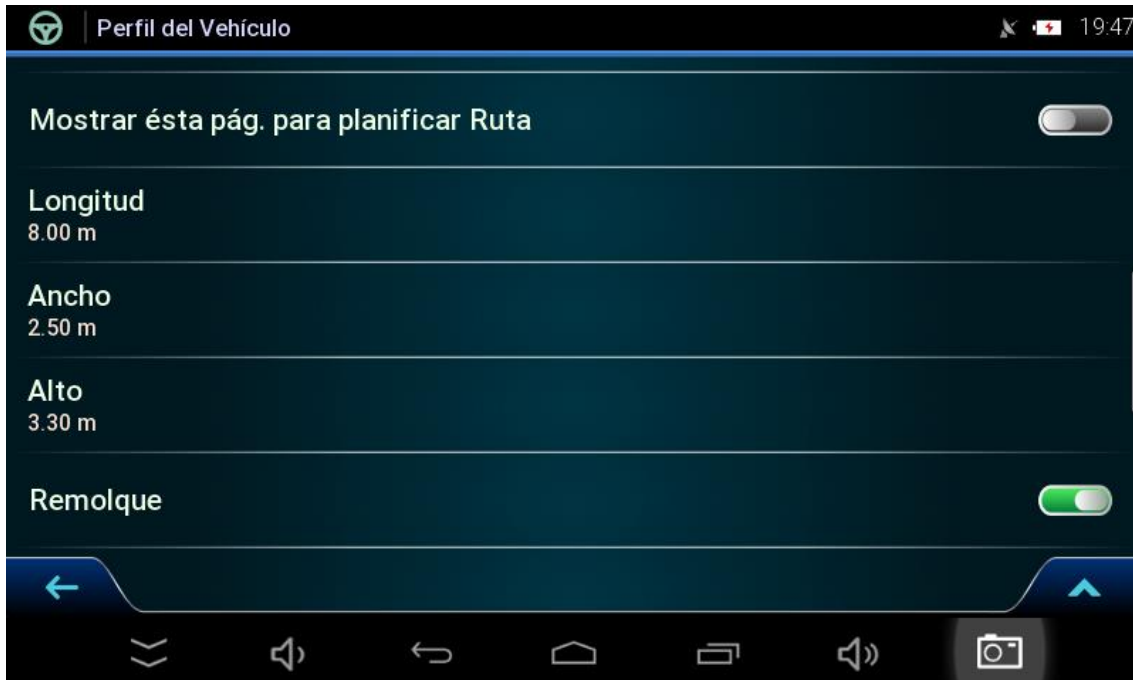 Perfil del Vehículo
19:47
Mostrar ésta pág. para planificar Ruta
Longitud
8.00 m
Ancho
2.50 m
Alto
3.30 m
Remolque